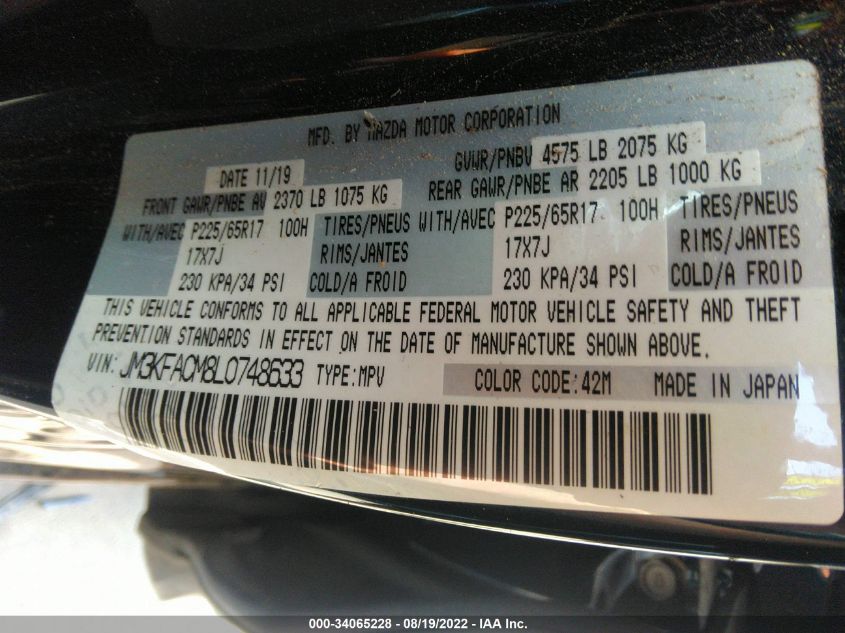 MFD. BY MAZDA MOTOR CORPORATION
DATE 11/19 GVWR/PNBV 4575 LB 2075 KG
FRONT GAWR/PNBE AV 2370 LB 1075 KG REAR GAWR/PNBE AR 2205 LB 1000 KG
WITH/AVEC P225/65R17 100H TIRES/PNEUS WITH/AVEC P225/65R17 100H TIRES/PNEUS
17X7J RIMS/JANTES 17X7J RIMS/JANTES
230 KPA/34 PSI COLD/A FROID 230 KPA/34 PSI COLD/A FROID
THIS VEHICLE CONFORMS TO ALL APPLICABLE FEDERAL MOTOR VEHICLE SAFETY AND THEFT
PREVENTION STANDARDS IN EFFECT ON THE DATE OF MANUFACTURE SHOWN ABOVE.
VIN: JM3KFACM8L0748633 TYPE:MPV COLOR CODE:42M MADE IN JAPAN
000-34065228 - 08/19/2022 - IAA Inc.